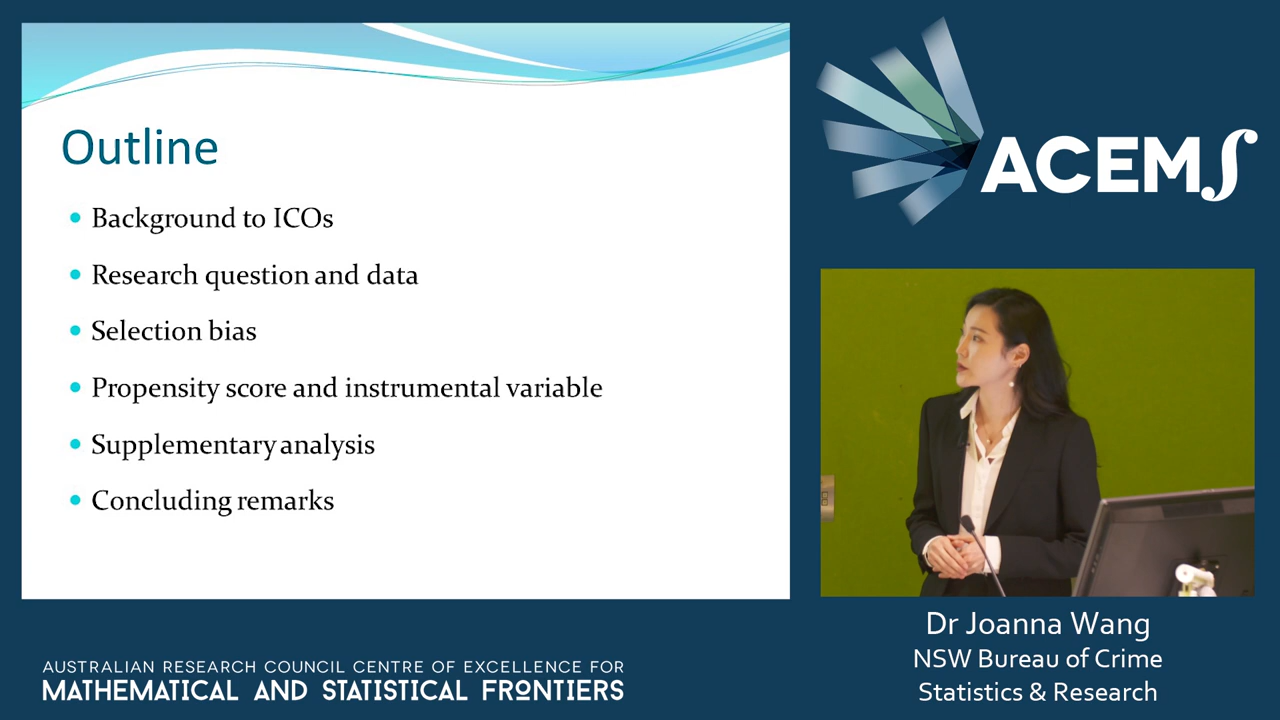 Outline
Background to ICOs
Research question and data
Selection bias
Propensity score and instrumental variable
Supplementary analysis
Concluding remarks
ACEMS
Dr Joanna Wang
NSW Bureau of Crime
Statistics & Research
AUSTRALIAN RESEARCH COUNCIL CENTRE OF EXCELLENCE FOR
MATHEMATICAL AND STATISTICAL FRONTIERS